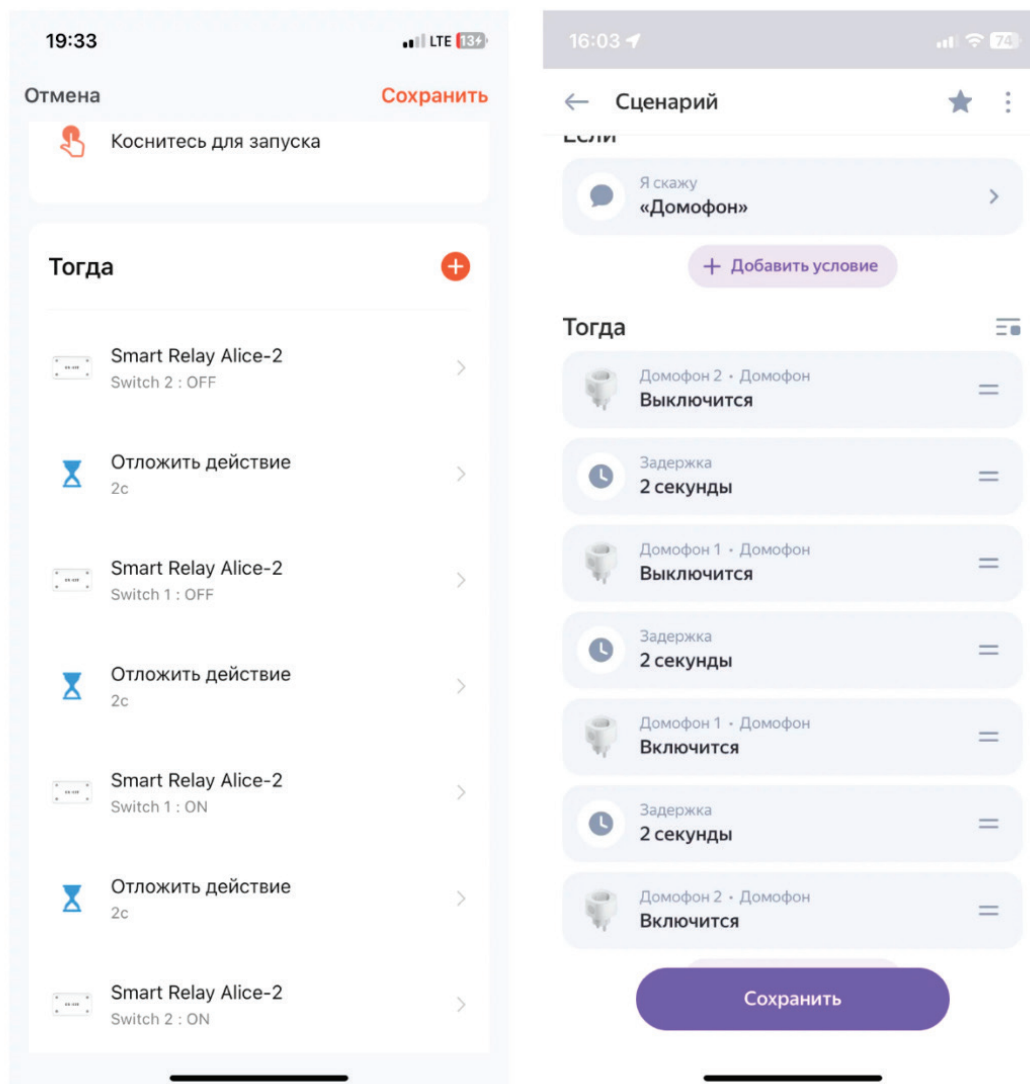 19:33
LTE 13
Отмена
Сохранить
Коснитесь для запуска
Тогда
Smart Relay Alice-2
Switch 2 : OFF
Отложить действие
2с
Smart Relay Alice-2
Switch 1 : OFF
Отложить действие
2с
Smart Relay Alice-2
Switch 1 : ON
Отложить действие
2с
Smart Relay Alice-2
Switch 2 : ON
16:03
74
Сценарий
Если
Я скажу
«Домофон»
+ Добавить условие
Тогда
Домофон 2 • Домофон
Выключится
Задержка
2 секунды
Домофон 1 • Домофон
Выключится
Задержка
2 секунды
Домофон 1 • Домофон
Включится
Задержка
2 секунды
Домофон 2 • Домофон
Включится
Сохранить